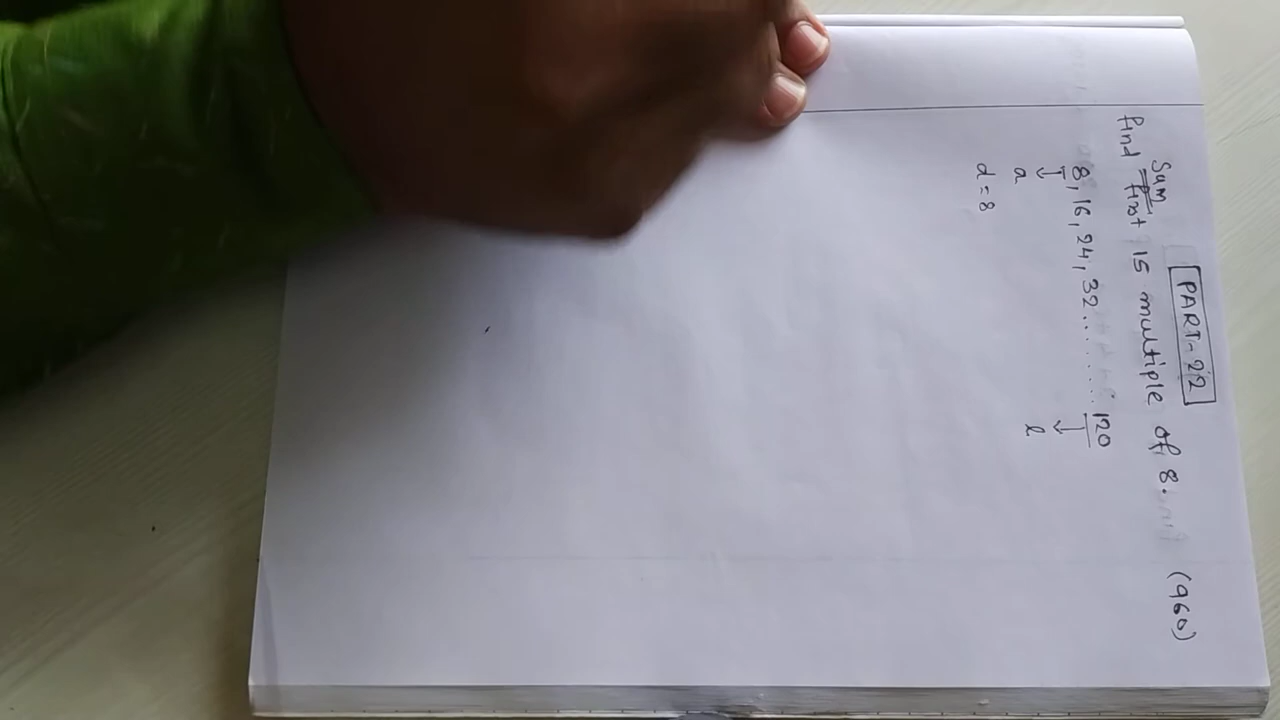 PART-22
Sum
find first 15 multiple of 8. (960)
8, 16, 24, 32........120
↓ ↓
a l
d = 8